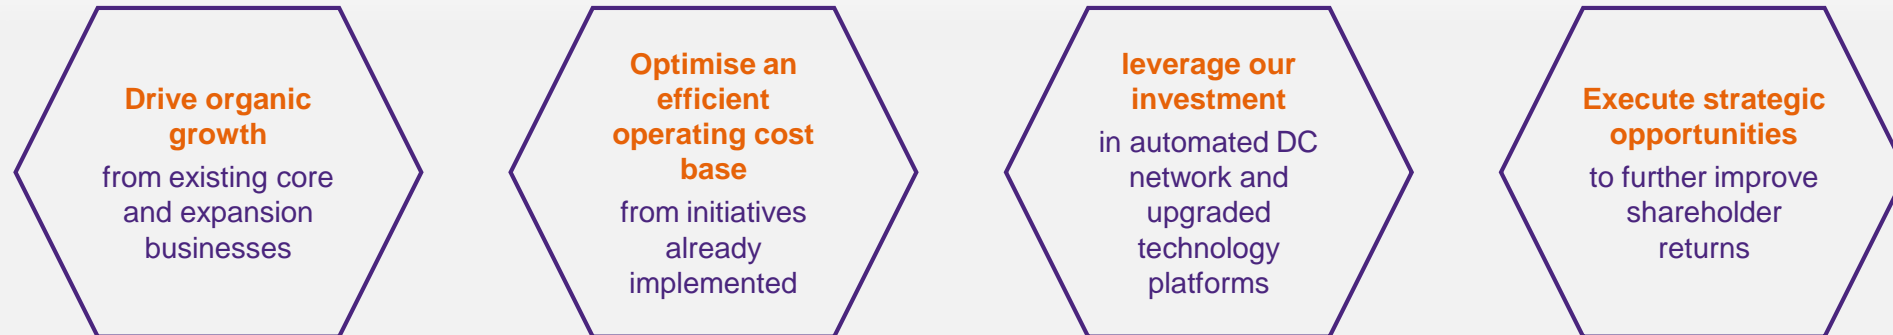 Drive organic
growth
from existing core
and expansion
businesses
Optimise an
efficient
operating cost
base
from initiatives
already
implemented
leverage our
investment
in automated DC
network and
upgraded
technology
platforms
Execute strategic
opportunities
to further improve
shareholder
returns